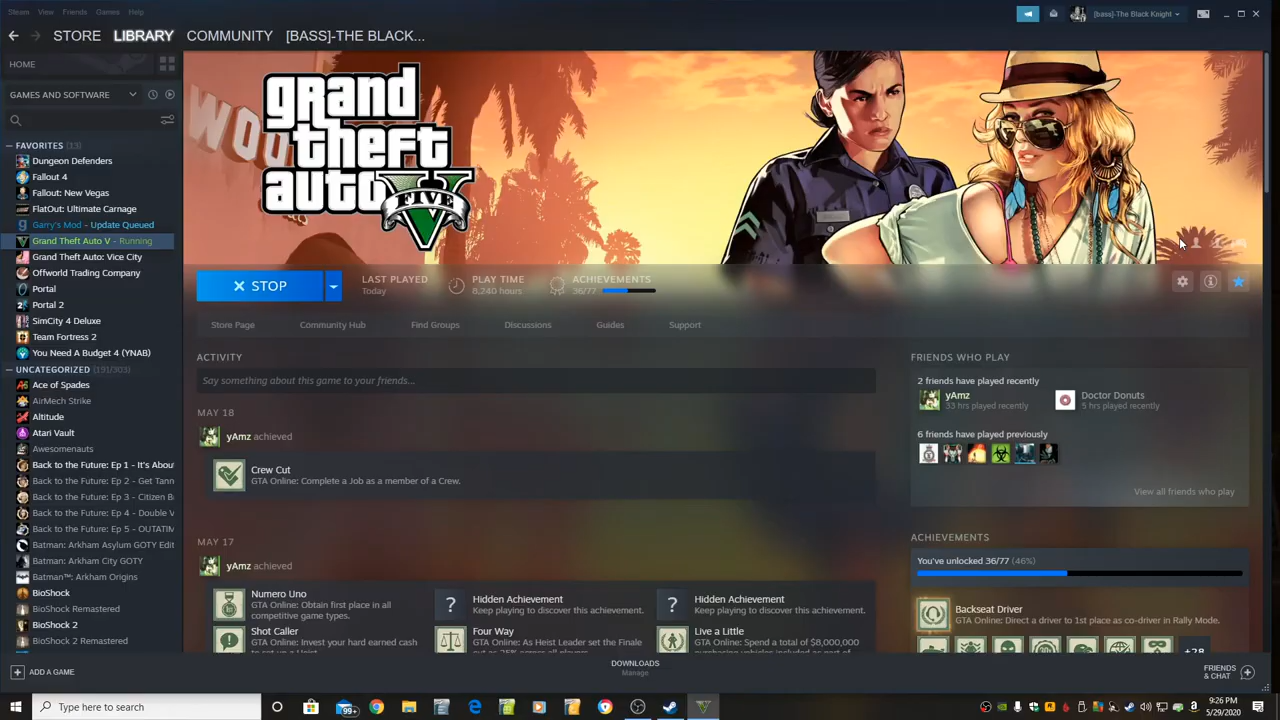 Steam View Friends Games Help
[bass]-The Black Knight
STORE LIBRARY COMMUNITY [BASS]-THE BLACK...
HOME
GAMES AND SOFTWARE
FAVORITES (13)
Dungeon Defenders
Fallout 4
Fallout: New Vegas
FlatOut: Ultimate Carnage
Garry's Mod - Update Queued
Grand Theft Auto V - Running
Grand Theft Auto: Vice City
Offworld Trading Company
Portal
Portal 2
SimCity 4 Deluxe
Team Fortress 2
You Need A Budget 4 (YNAB)
UNCATEGORIZED (191/303)
Ace of Spades
AirMech Strike
Altitude
Atari Vault
Awesomenauts
Back to the Future: Ep 1 - It's Abou
Back to the Future: Ep 2 - Get Tann
Back to the Future: Ep 3 - Citizen B
Back to the Future: Ep 4 - Double V
Back to the Future: Ep 5 - OUTATIM
Batman: Arkham Asylum GOTY Edit
Batman: Arkham City GOTY
Batman™: Arkham Origins
BioShock
BioShock Remastered
BioShock 2
BioShock 2 Remastered
grand
theft
auto
V
FIVE
STOP
LAST PLAYED
Today
PLAY TIME
8,240 hours
ACHIEVEMENTS
36/77
Store Page Community Hub Find Groups Discussions Guides Support
ACTIVITY
Say something about this game to your friends...
MAY 18
yAmz achieved
Crew Cut
GTA Online: Complete a Job as a member of a Crew.
MAY 17
yAmz achieved
Numero Uno
GTA Online: Obtain first place in all
competitive game types.
Hidden Achievement
Keep playing to discover this achievement.
Hidden Achievement
Keep playing to discover this achievement.
Shot Caller
GTA Online: Invest your hard earned cash
Four Way
GTA Online: As Heist Leader set the Finale
Live a Little
GTA Online: Spend a total of $8,000,000
FRIENDS WHO PLAY
2 friends have played recently
yAmz
33 hrs played recently
Doctor Donuts
5 hrs played recently
6 friends have played previously
View all friends who play
ACHIEVEMENTS
You've unlocked 36/77 (46%)
Backseat Driver
GTA Online: Direct a driver to 1st place as co-driver in Rally Mode.
+28
ADD A GAME
DOWNLOADS
Manage
FRIENDS
& CHAT
Type here to search
99+
9:26 PM
5/29/2020